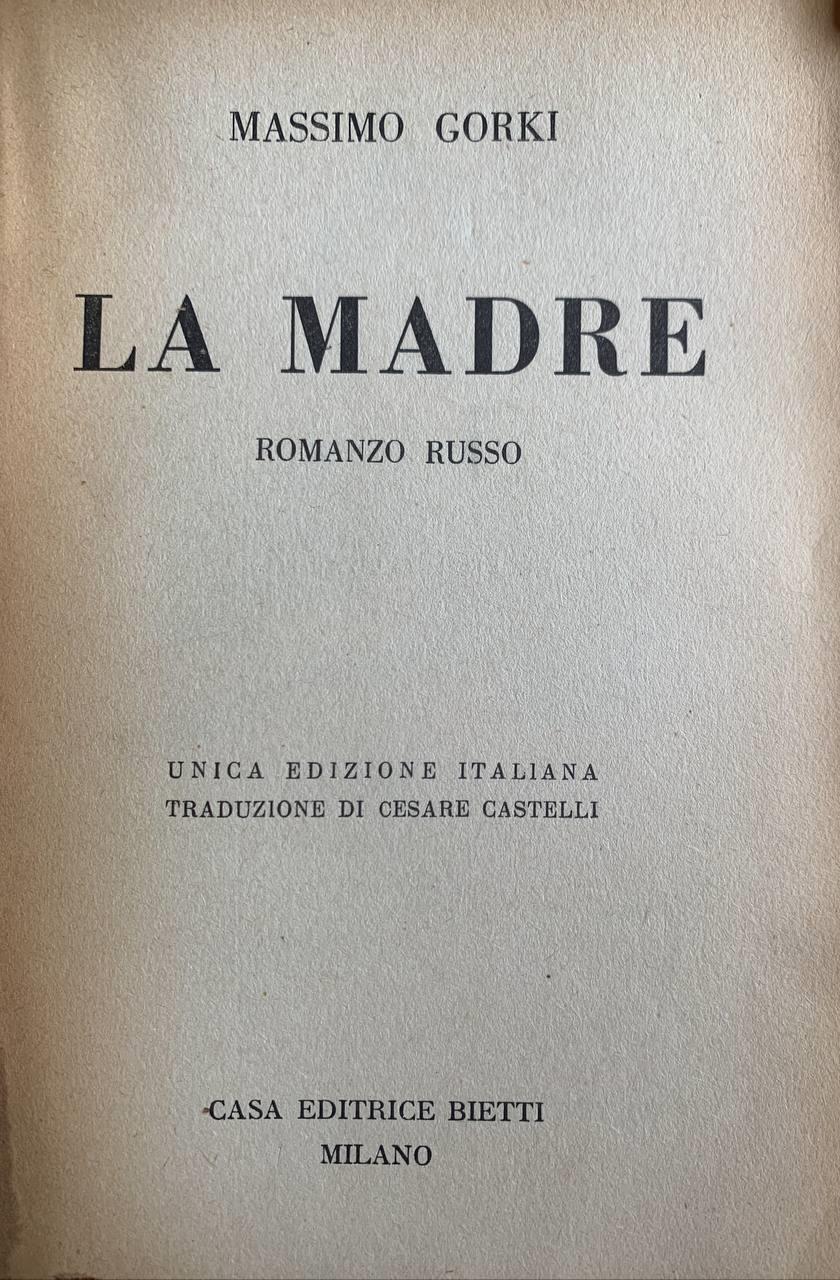 MASSIMO GORKI
LA MADRE
ROMANZO RUSSO
UNICA EDIZIONE ITALIANA
TRADUZIONE DI CESARE CASTELLI
CASA EDITRICE BIETTI
MILANO